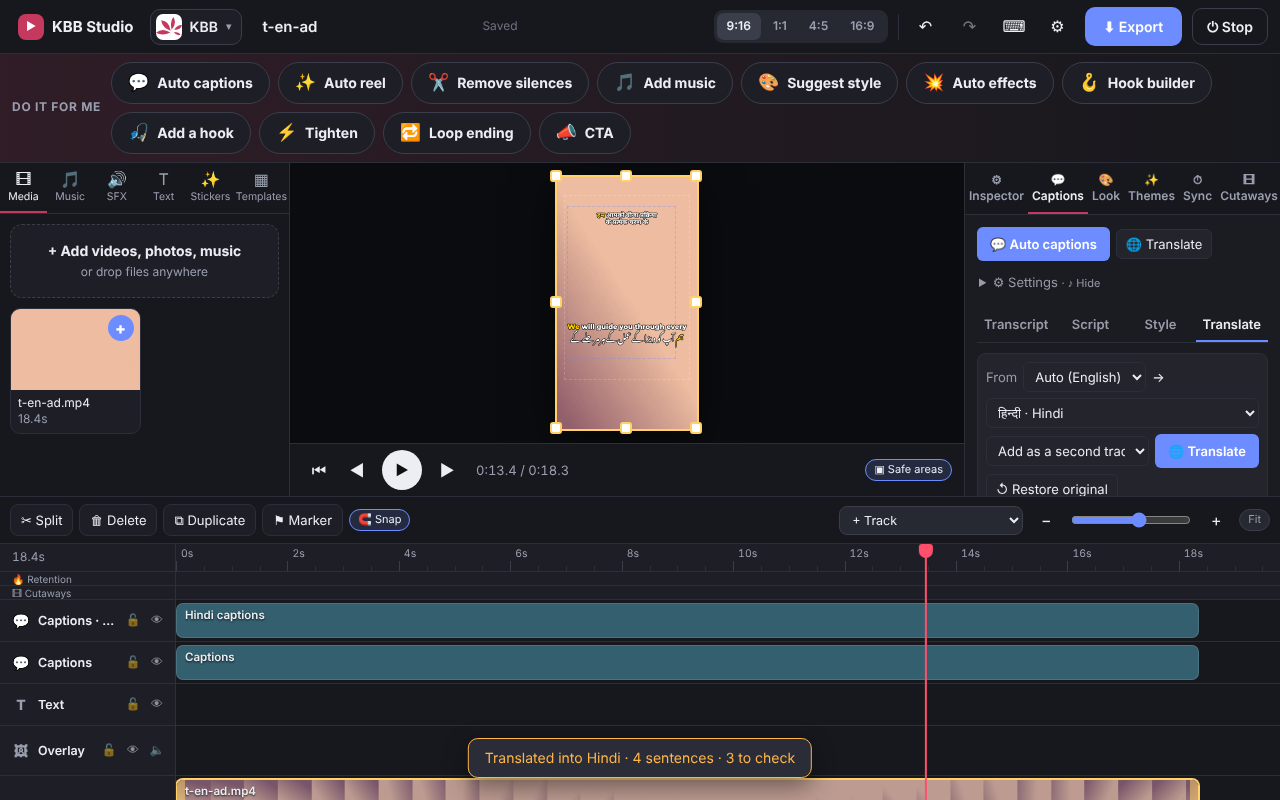 KBB Studio
KBB
t-en-ad
Saved
9:16 1:1 4:5 16:9
Export
Stop
DO IT FOR ME
Auto captions
Auto reel
Remove silences
Add music
Suggest style
Auto effects
Hook builder
Add a hook
Tighten
Loop ending
CTA
Media
Music
SFX
Text
Stickers
Templates
+ Add videos, photos, music
or drop files anywhere
t-en-ad.mp4
18.4s
We will guide you through every
0:13.4 / 0:18.3
Safe areas
Inspector
Captions
Look
Themes
Sync
Cutaways
Auto captions
Translate
Settings · ♪ Hide
Transcript
Script
Style
Translate
From
Auto (English)
→
हिन्दी · Hindi
Add as a second trac
Translate
Restore original
Split
Delete
Duplicate
Marker
Snap
+ Track
Fit
18.4s
0s 2s 4s 6s 8s 10s 12s 14s 16s 18s
Retention
Cutaways
Captions · ...
Hindi captions
Captions
Captions
Text
Overlay
Translated into Hindi · 4 sentences · 3 to check
t-en-ad.mp4